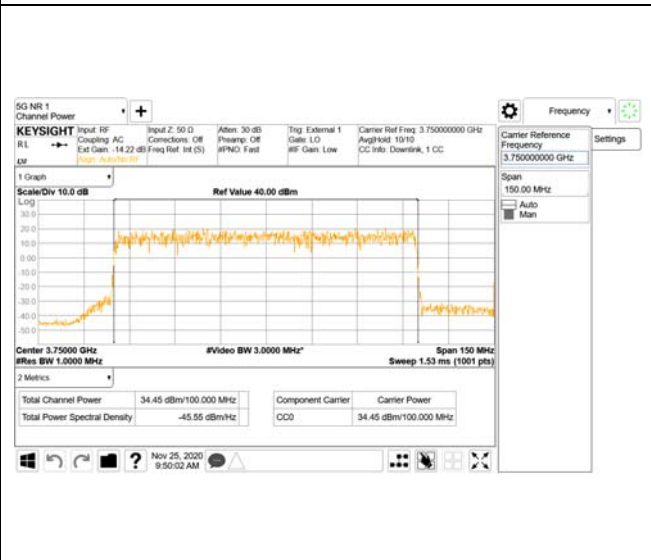 5G NR 1
Channel Power
Frequency
KEYSIGHT
RL
Input: RF
Coupling: AC
Ext Gain: -14.22 dB
Align: Auto/No RF
Input Z: 50 Ω
Corrections: Off
Freq Ref: Int (S)
Atten: 30 dB
Preamp: Off
#PNO: Fast
Trig: External 1
Gate: LO
#IF Gain: Low
Carrier Ref Freq: 3.750000000 GHz
Avg|Hold: 10/10
CC Info: Downlink, 1 CC
Carrier Reference
Frequency
3.750000000 GHz
Settings
Span
150.00 MHz
Auto
Man
1 Graph
Scale/Div 10.0 dB
Ref Value 40.00 dBm
Log
30.0
20.0
10.0
0.00
-10.0
-20.0
-30.0
-40.0
-50.0
Center 3.75000 GHz
#Video BW 3.0000 MHz*
Span 150 MHz
#Res BW 1.0000 MHz
Sweep 1.53 ms (1001 pts)
2 Metrics
Total Channel Power 34.45 dBm/100.000 MHz
Total Power Spectral Density -45.55 dBm/Hz
Component Carrier Carrier Power
CC0 34.45 dBm/100.000 MHz
Nov 25, 2020
9:50:02 AM